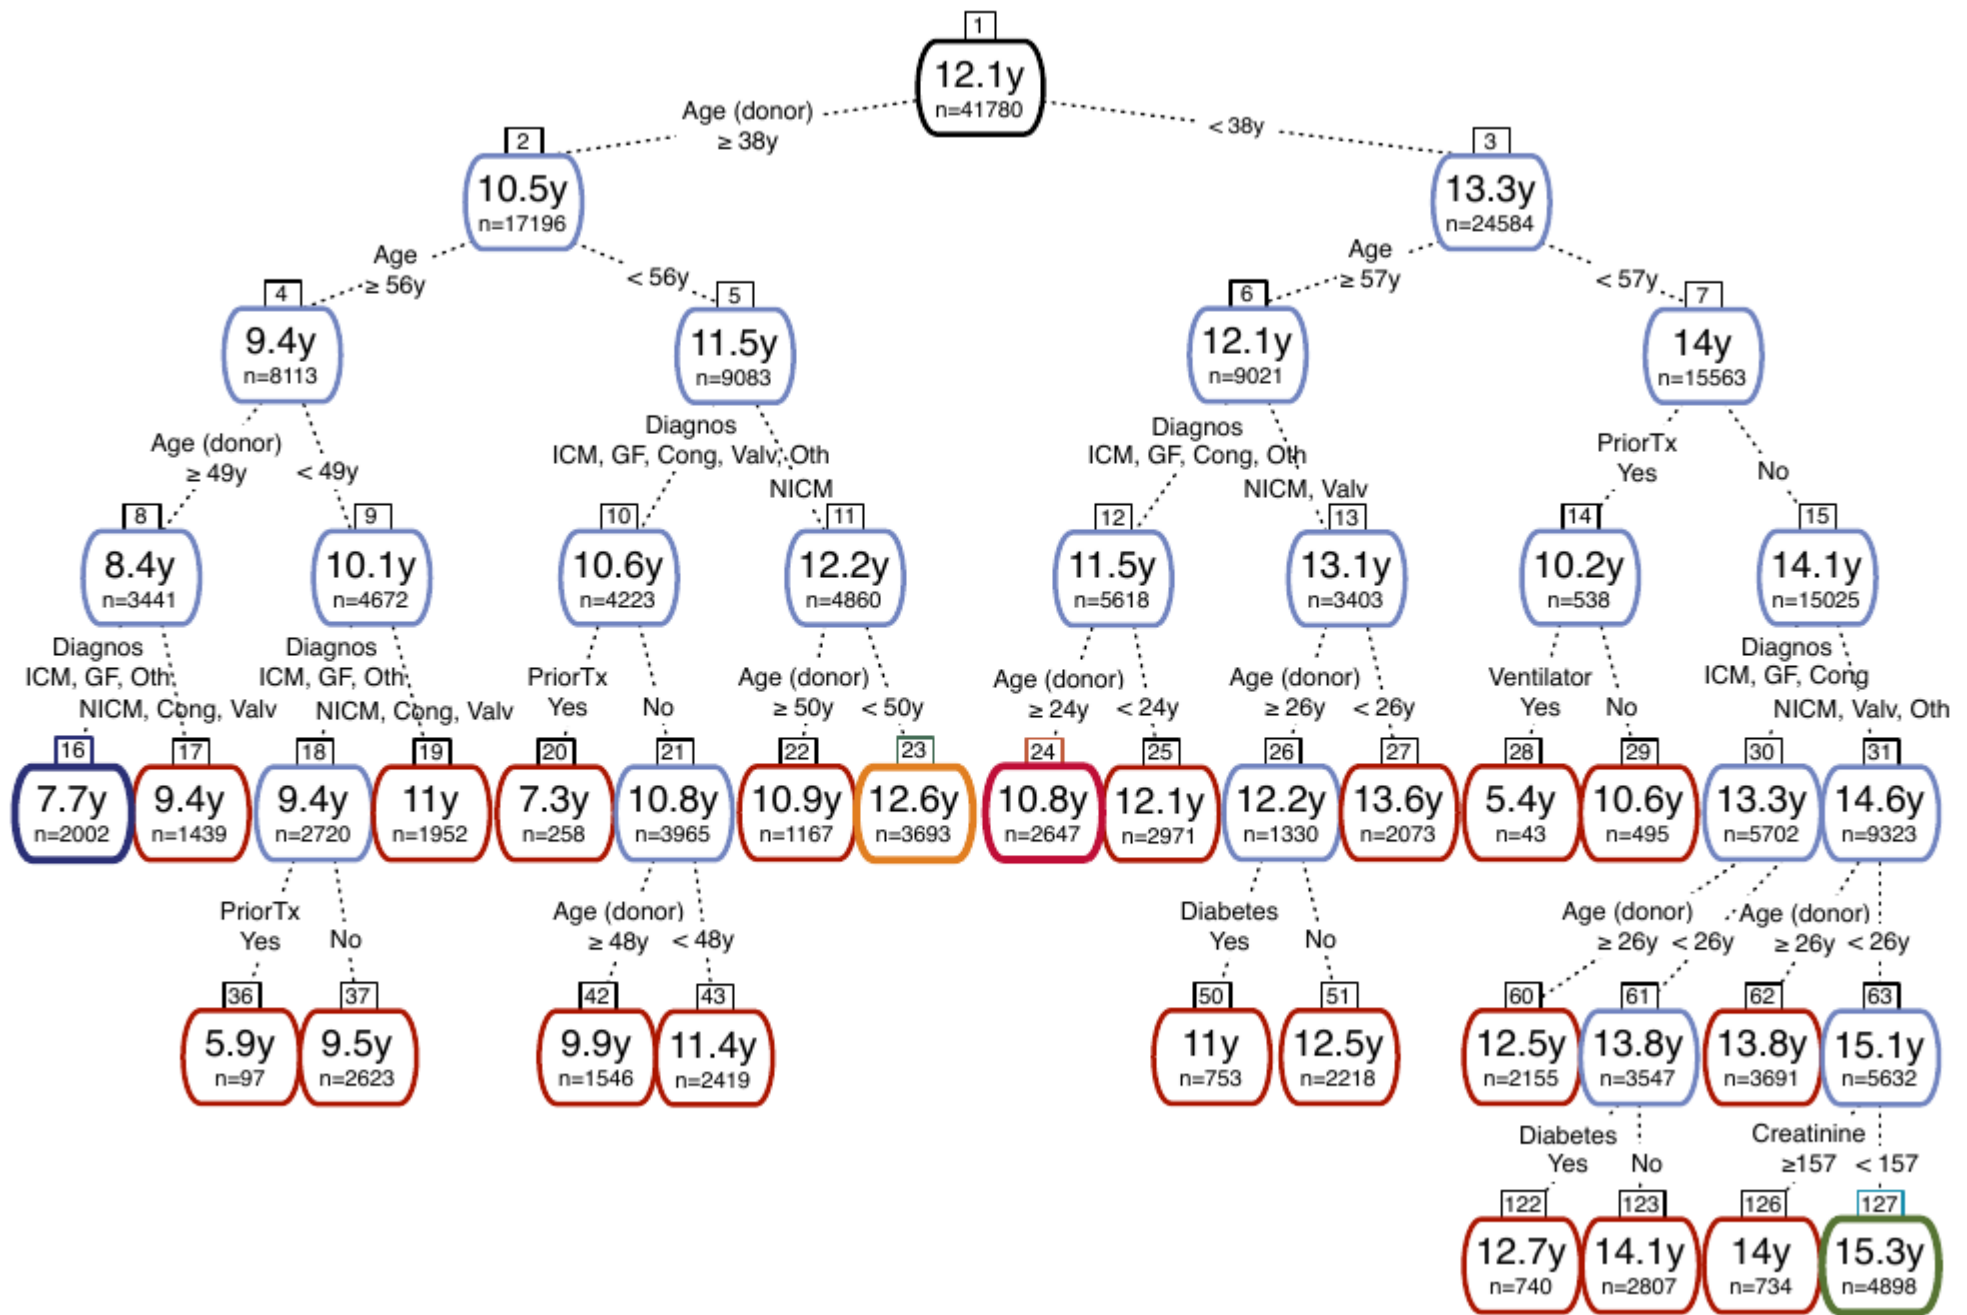 1
12.1y
n=41780
Age (donor)
≥ 38y
< 38y
2
10.5y
n=17196
3
13.3y
n=24584
Age
≥ 56y
< 56y
Age
≥ 57y
< 57y
4
9.4y
n=8113
5
11.5y
n=9083
6
12.1y
n=9021
7
14y
n=15563
Age (donor)
≥ 49y
< 49y
Diagnos
ICM, GF, Cong, Valv, Oth
NICM
Diagnos
ICM, GF, Cong, Oth
NICM, Valv
PriorTx
Yes
No
8
8.4y
n=3441
9
10.1y
n=4672
10
10.6y
n=4223
11
12.2y
n=4860
12
11.5y
n=5618
13
13.1y
n=3403
14
10.2y
n=538
15
14.1y
n=15025
Diagnos
ICM, GF, Oth
NICM, Cong, Valv
Diagnos
ICM, GF, Oth
NICM, Cong, Valv
PriorTx
Yes
No
Age (donor)
≥ 50y
< 50y
Age (donor)
≥ 24y
< 24y
Age (donor)
≥ 26y
< 26y
Ventilator
Yes
No
Diagnos
ICM, GF, Cong
NICM, Valv, Oth
16
7.7y
n=2002
17
9.4y
n=1439
18
9.4y
n=2720
19
11y
n=1952
20
7.3y
n=258
21
10.8y
n=3965
22
10.9y
n=1167
23
12.6y
n=3693
24
10.8y
n=2647
25
12.1y
n=2971
26
12.2y
n=1330
27
13.6y
n=2073
28
5.4y
n=43
29
10.6y
n=495
30
13.3y
n=5702
31
14.6y
n=9323
PriorTx
Yes
No
Age (donor)
≥ 48y
< 48y
Diabetes
Yes
No
Age (donor)
≥ 26y
< 26y
Age (donor)
≥ 26y
< 26y
36
5.9y
n=97
37
9.5y
n=2623
42
9.9y
n=1546
43
11.4y
n=2419
50
11y
n=753
51
12.5y
n=2218
60
12.5y
n=2155
61
13.8y
n=3547
62
13.8y
n=3691
63
15.1y
n=5632
Diabetes
Yes
No
Creatinine
≥157
< 157
122
12.7y
n=740
123
14.1y
n=2807
126
14y
n=734
127
15.3y
n=4898